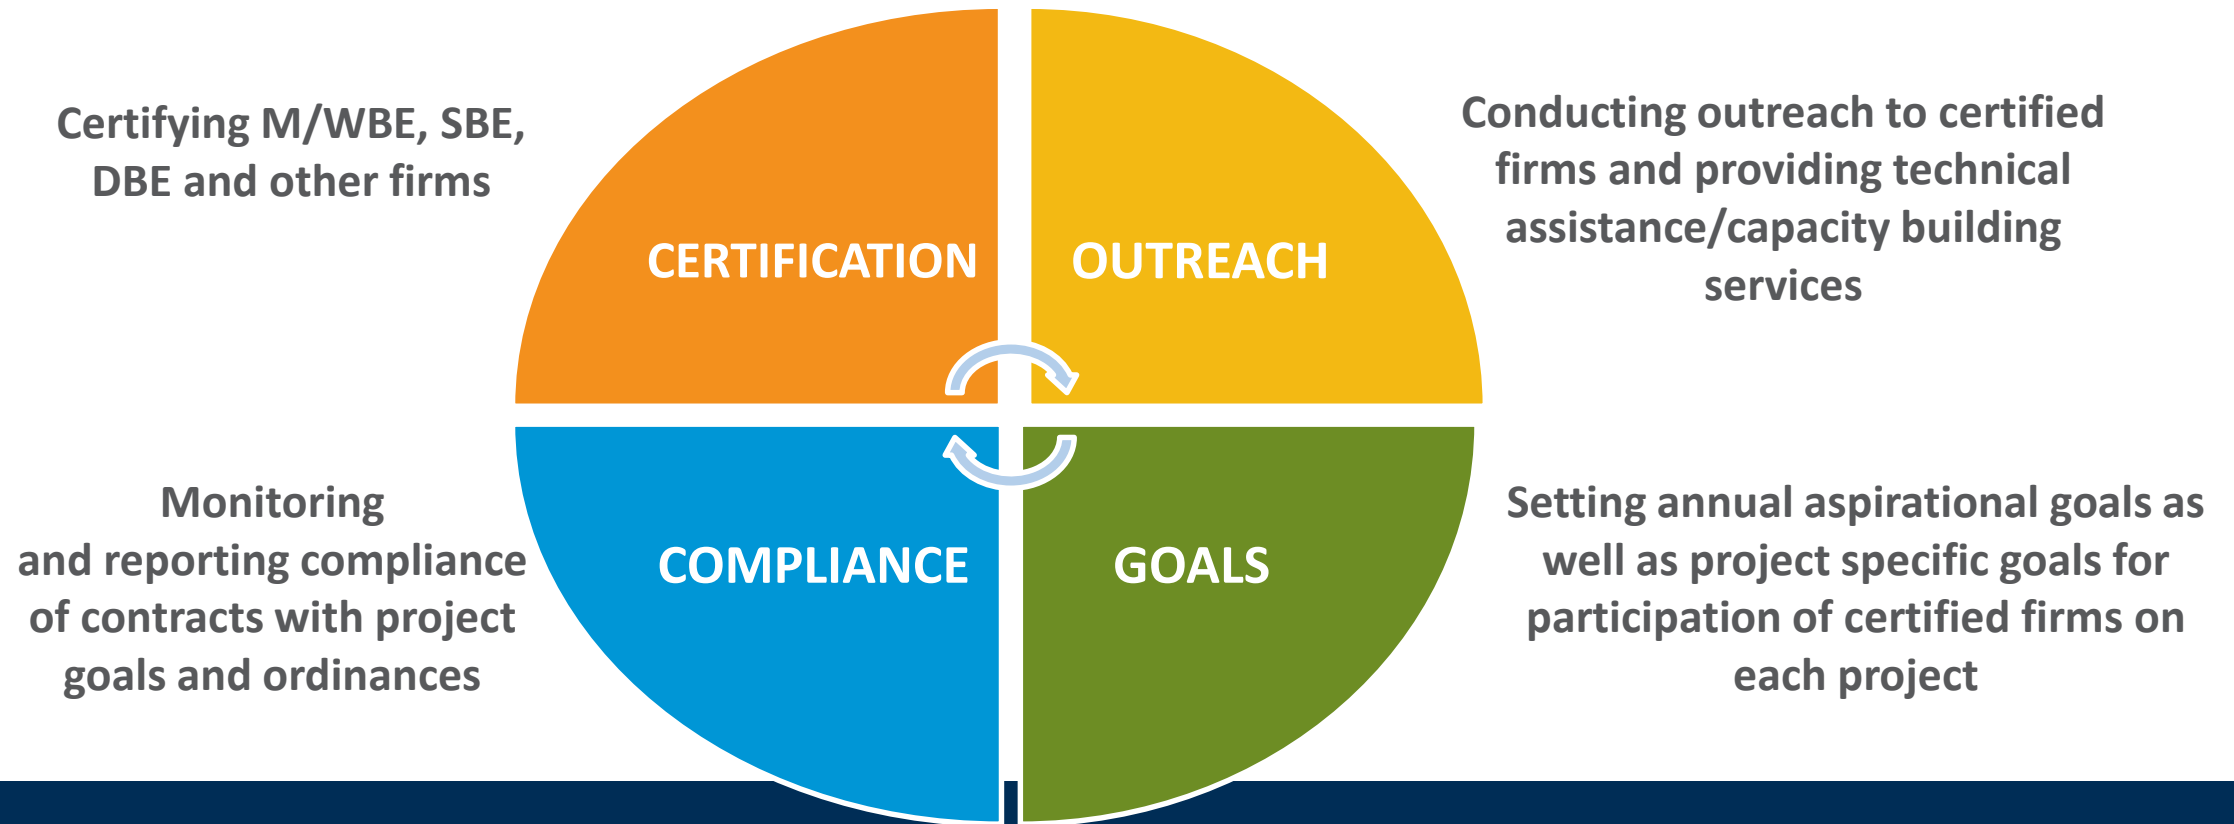 Certifying M/WBE, SBE,
DBE and other firms
CERTIFICATION
OUTREACH
Conducting outreach to certified
firms and providing technical
assistance/capacity building
services
Monitoring
and reporting compliance
of contracts with project
goals and ordinances
COMPLIANCE
GOALS
Setting annual aspirational goals as
well as project specific goals for
participation of certified firms on
each project